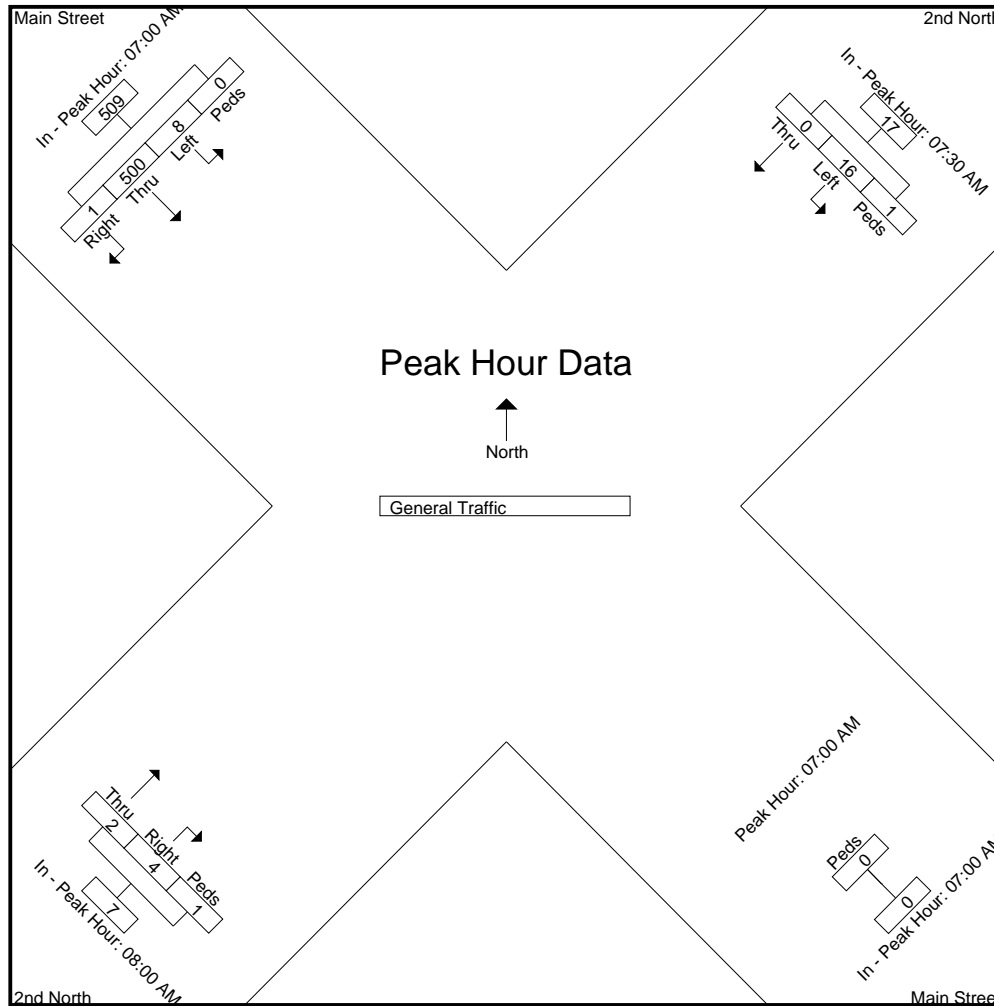 Main Street
In - Peak Hour: 07:00 AM
509
1
500
8
0
Right
Thru
Left
Peds
2nd North
In - Peak Hour: 07:30 AM
17
0
16
1
Thru
Left
Peds
Peak Hour Data
North
General Traffic
Thru
Right
Peds
2
4
1
7
In - Peak Hour: 08:00 AM
2nd North
Peak Hour: 07:00 AM
Peds
0
0
In - Peak Hour: 07:00 AM
Main Street